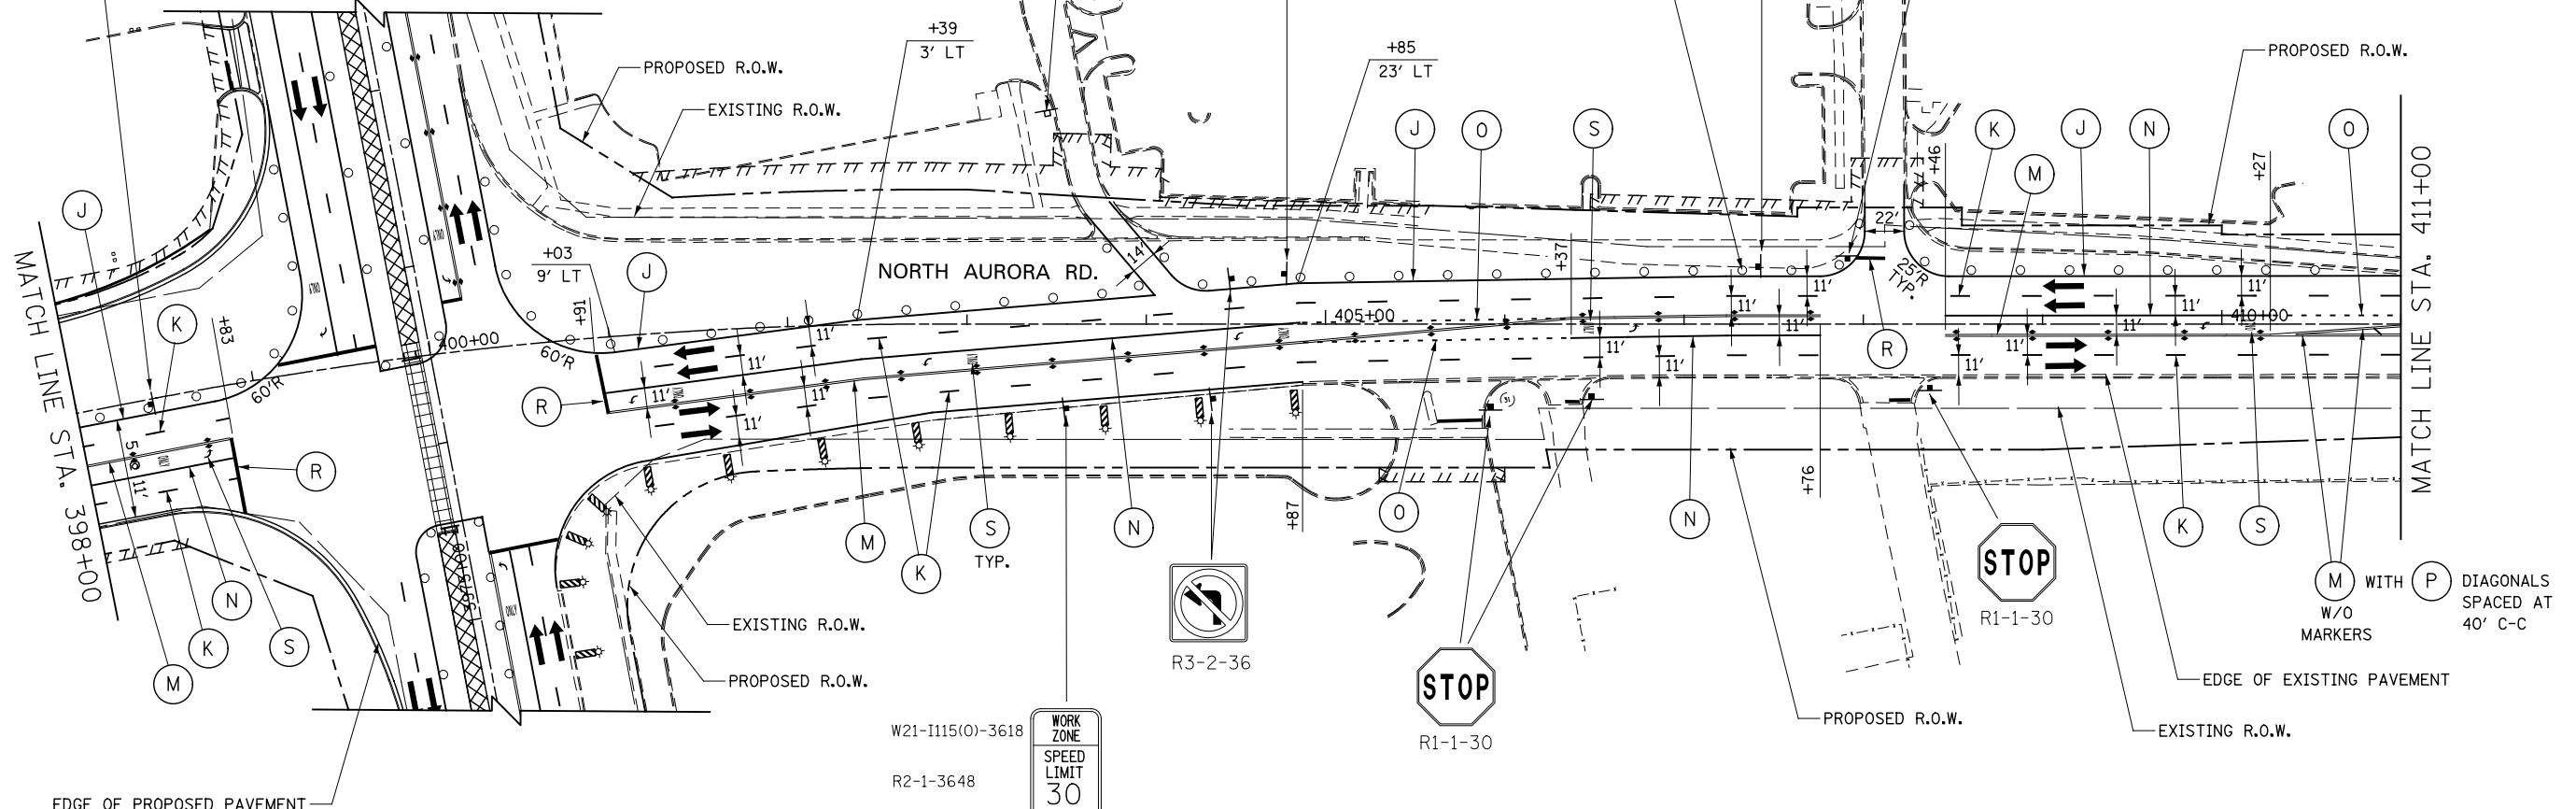 +39
3' LT
PROPOSED R.O.W.
EXISTING R.O.W.
+85
23' LT
PROPOSED R.O.W.
J
O
S
K
J
N
O
+46
M
+27
MATCH LINE STA. 411+00
J
K
+83
MATCH LINE STA. 398+00
+03
9' LT
J
+91
NORTH AURORA RD.
14'
+37
22'
25'R
TYP.
400+00
60'R
60'R
405+00
410+00
11'
11'
11'
11'
11'
11'
11'
11'
11'
11'
11'
11'
11'
11'
R
R
R
5'
11'
ONLY
ONLY
ONLY
31
+87
+76
M
K
S
TYP.
N
O
N
K
S
N
K
S
M
STOP
R1-1-30
M WITH P DIAGONALS
SPACED AT
40' C-C
W/O
MARKERS
R3-2-36
STOP
R1-1-30
EXISTING R.O.W.
PROPOSED R.O.W.
EDGE OF EXISTING PAVEMENT
PROPOSED R.O.W.
EXISTING R.O.W.
W21-I115(O)-3618
WORK
ZONE
SPEED
LIMIT
30
R2-1-3648
EDGE OF PROPOSED PAVEMENT